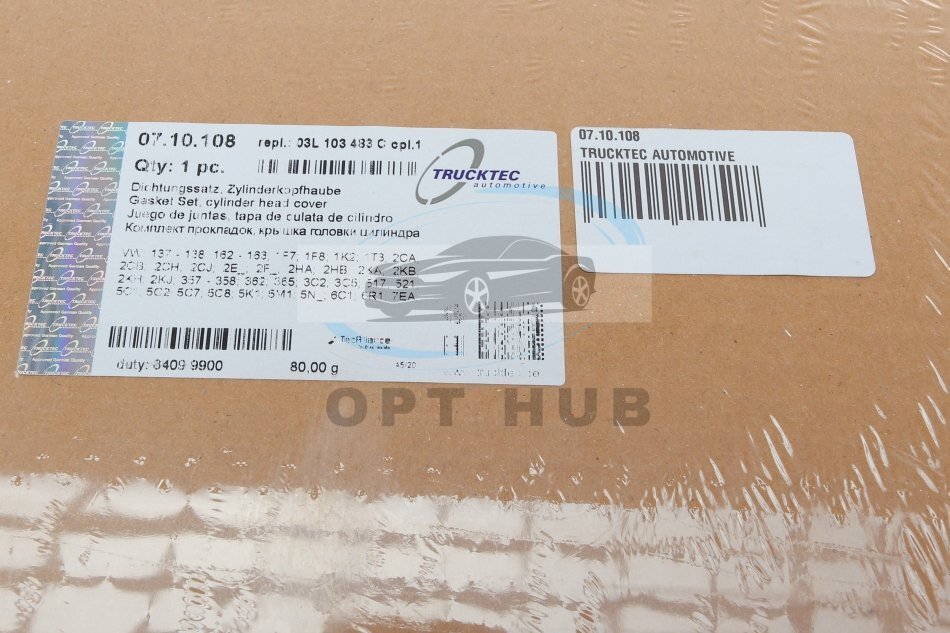 07.10.108 repl.: 03L 103 483 C cpl.1
Qty: 1 pc.
TRUCKTEC
automotive
Dichtungssatz, Zylinderkopfhaube
Gasket Set, cylinder head cover
Juego de juntas, tapa de culata de cilindro
Комплект прокладок, крышка головки цилиндра
VW: 137 - 138, 162 - 163, 1F7; 1F8; 1K2; 1T3, 2CA
2CB; 2CH; 2CJ; 2E_; 2F_; 2HA; 2HB; 2KA; 2KB
2KH; 2KJ; 357 - 358; 362; 365; 3C2; 3C5; 517, 521
5C2; 5C7; 5C8; 5K1; 5M1; 5N_; 6C1; 6R1; 7EA
TecAlliance
duty: 8409 9900 80,00 g 45/20
07.10.108
TRUCKTEC AUTOMOTIVE
OPT HUB